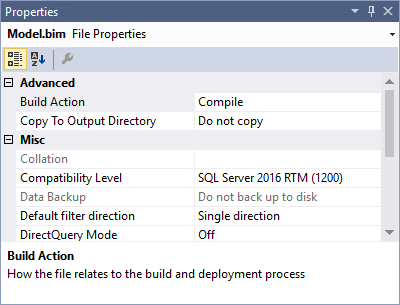 Properties
Model.bim File Properties
Advanced
Build Action Compile
Copy To Output Directory Do not copy
Misc
Collation
Compatibility Level SQL Server 2016 RTM (1200)
Data Backup Do not back up to disk
Default filter direction Single direction
DirectQuery Mode Off
Build Action
How the file relates to the build and deployment process